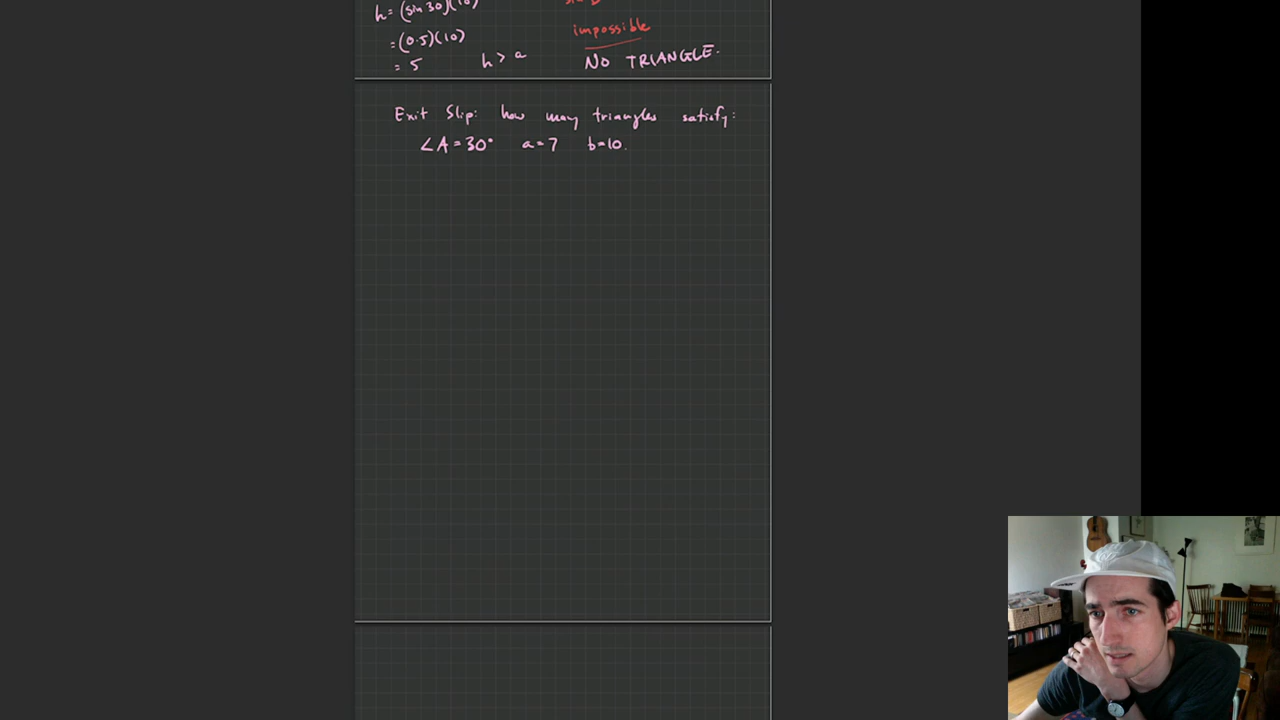 h = (sin 30)(10)
= (0.5)(10)
= 5 h > a
impossible
NO TRIANGLE.
Exit Slip: how many triangles satisfy:
∠A = 30° a = 7 b = 10.